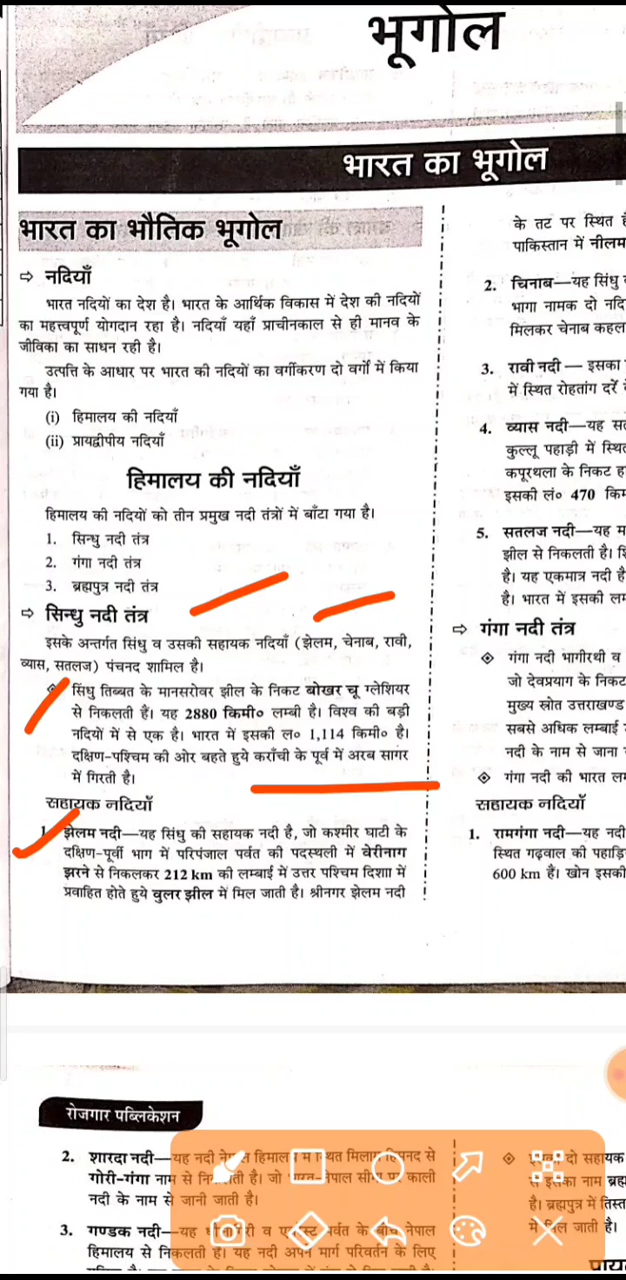 भूगोल
भारत का भूगोल
भारत का भौतिक भूगोल
⇨ नदियाँ
भारत नदियों का देश है। भारत के आर्थिक विकास में देश की नदियों
का महत्त्वपूर्ण योगदान रहा है। नदियाँ यहाँ प्राचीनकाल से ही मानव के
जीविका का साधन रही है।
उत्पत्ति के आधार पर भारत की नदियों का वर्गीकरण दो वर्गों में किया
गया है।
(i) हिमालय की नदियाँ
(ii) प्रायद्वीपीय नदियाँ
हिमालय की नदियाँ
हिमालय की नदियों को तीन प्रमुख नदी तंत्रों में बाँटा गया है।
1. सिन्धु नदी तंत्र
2. गंगा नदी तंत्र
3. ब्रह्मपुत्र नदी तंत्र
⇨ सिन्धु नदी तंत्र
इसके अन्तर्गत सिंधु व उसकी सहायक नदियाँ (झेलम, चेनाब, रावी,
व्यास, सतलज) पंचनद शामिल है।
सिंधु तिब्बत के मानसरोवर झील के निकट बोखर चू ग्लेशियर
से निकलती हैं। यह 2880 किमी० लम्बी है। विश्व की बड़ी
नदियों में से एक है। भारत में इसकी ल० 1,114 किमी० है।
दक्षिण-पश्चिम की ओर बहते हुये कराँची के पूर्व में अरब सागर
में गिरती है।
सहायक नदियाँ
1. झेलम नदी—यह सिंधु की सहायक नदी है, जो कश्मीर घाटी के
दक्षिण-पूर्वी भाग में परिपंजाल पर्वत की पदस्थली में वेरीनाग
झरने से निकलकर 212 km की लम्बाई में उत्तर पश्चिम दिशा में
प्रवाहित होते हुये वुलर झील में मिल जाती है। श्रीनगर झेलम नदी
के तट पर स्थित
पाकिस्तान में नीलम
2. चिनाब—यह सिंधु
भागा नामक दो
मिलकर चेनाब
3. रावी नदी — इसका
में स्थित रोहतांग दर्रे
4. व्यास नदी—यह
कुल्लू पहाड़ी में
कपूरथला के निकट
इसकी लं० 470
5. सतलज नदी—यह
झील से निकलती है।
है। यह एकमात्र नदी है
है। भारत में इसकी
⇨ गंगा नदी तंत्र
◈ गंगा नदी भागीरथी व
जो देवप्रयाग के निकट
मुख्य स्रोत उत्तराखण्ड
सबसे अधिक लम्बाई
नदी के नाम से जाना
◈ गंगा नदी की भारत
सहायक नदियाँ
1. रामगंगा नदी—यह नदी
स्थित गढ़वाल की
600 km हैं। खोन इसकी
रोजगार पब्लिकेशन
2. शारदा नदी—यह नदी हिमालय में मिलाम से
गोरी-गंगा नाम से है। जो काली
नदी के नाम से जानी जाती है।
3. गण्डक नदी—यह व पर्वत के बीच नेपाल
हिमालय से निकलती है। यह नदी अपने मार्ग परिवर्तन के लिए
◈ दो सहायक
इसका नाम
है। ब्रह्मपुत्र में
जाती है।